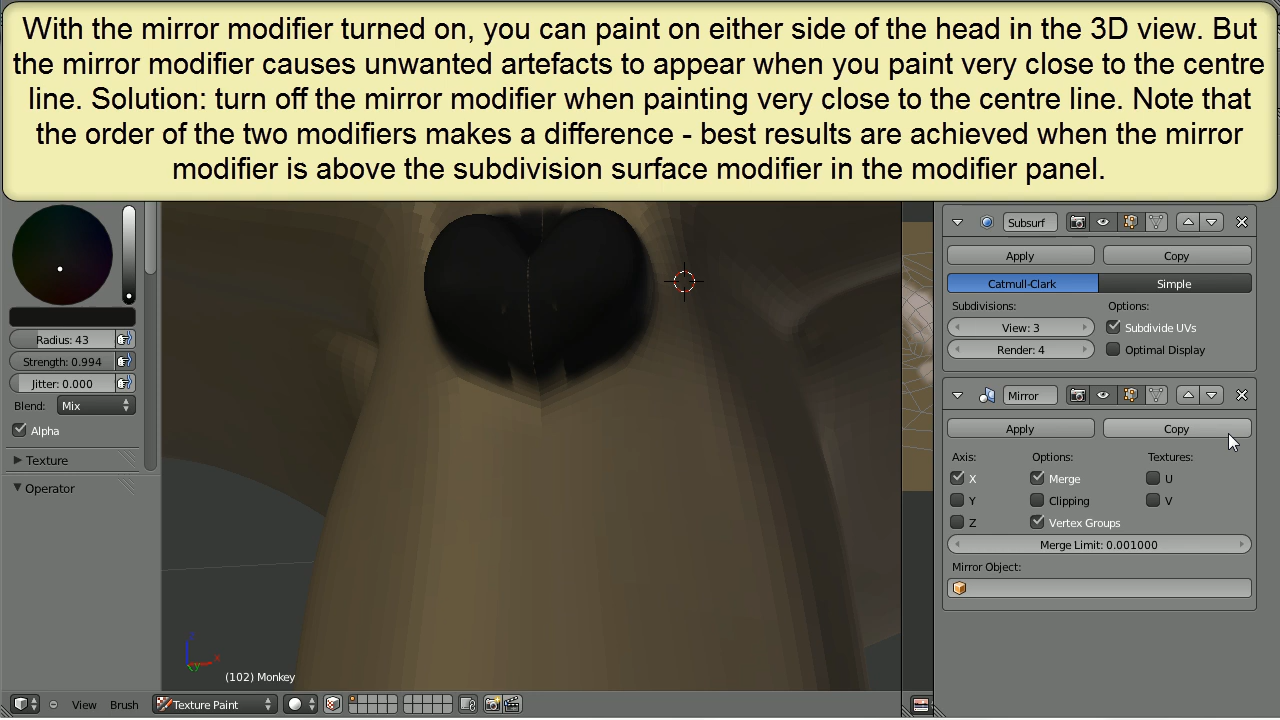 With the mirror modifier turned on, you can paint on either side of the head in the 3D view. But
the mirror modifier causes unwanted artefacts to appear when you paint very close to the centre
line. Solution: turn off the mirror modifier when painting very close to the centre line. Note that
the order of the two modifiers makes a difference - best results are achieved when the mirror
modifier is above the subdivision surface modifier in the modifier panel.
Radius: 43
Strength: 0.994
Jitter: 0.000
Blend: Mix
Alpha
Texture
Operator
(102) Monkey
View Brush Texture Paint
Subsurf
Apply Copy
Catmull-Clark Simple
Subdivisions: Options:
View: 3 Subdivide UVs
Render: 4 Optimal Display
Mirror
Apply Copy
Axis: Options: Textures:
X Merge U
Y Clipping V
Z Vertex Groups
Merge Limit: 0.001000
Mirror Object: